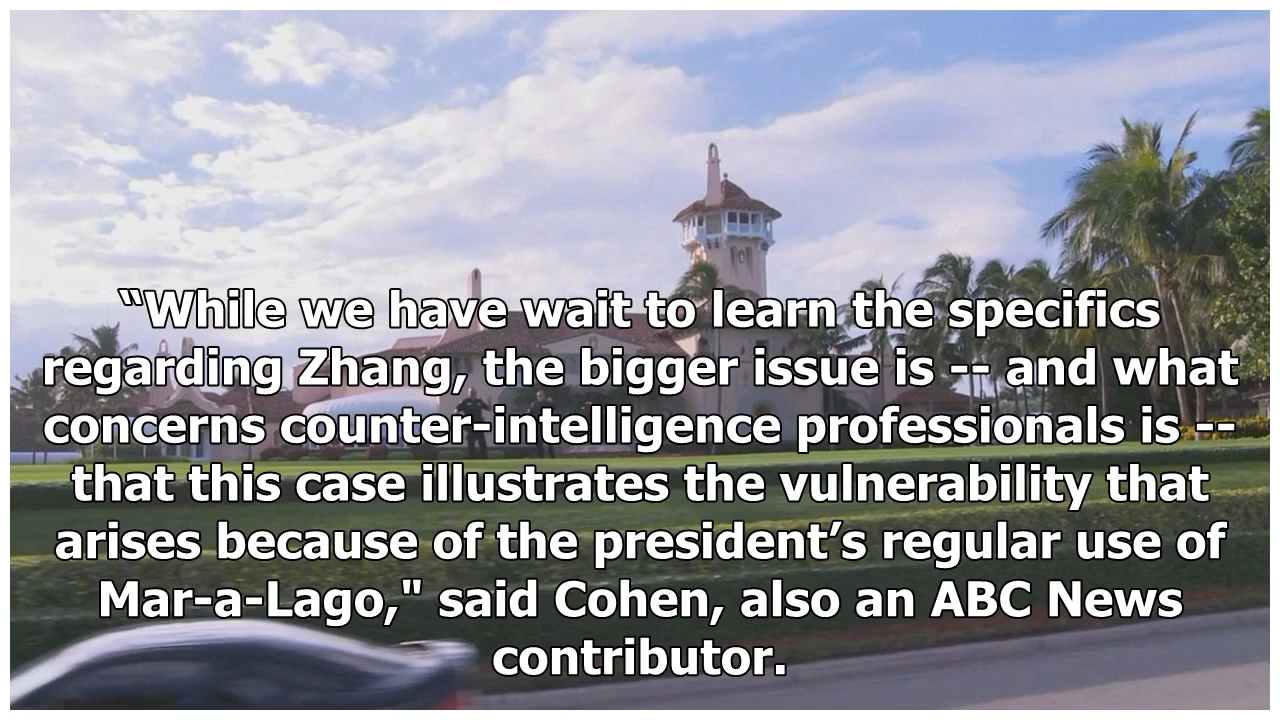 “While we have wait to learn the specifics
regarding Zhang, the bigger issue is -- and what
concerns counter-intelligence professionals is --
that this case illustrates the vulnerability that
arises because of the president’s regular use of
Mar-a-Lago," said Cohen, also an ABC News
contributor.